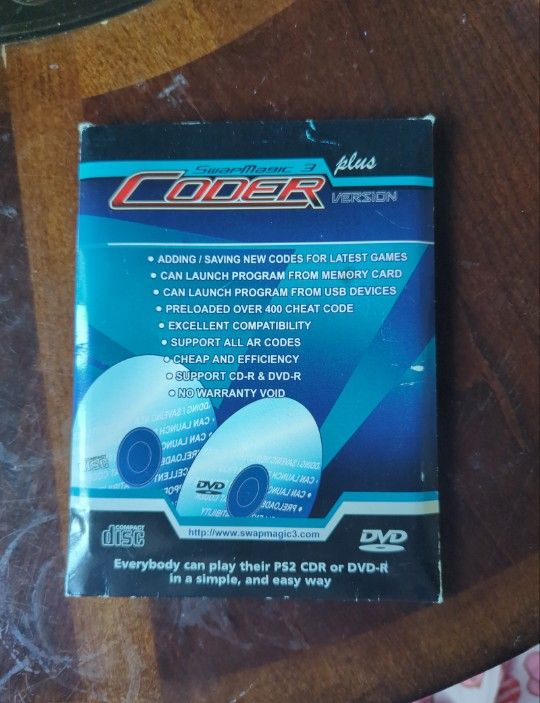 SWAPMAGIC 3 plus
CODER VERSION
• ADDING / SAVING NEW CODES FOR LATEST GAMES
• CAN LAUNCH PROGRAM FROM MEMORY CARD
• CAN LAUNCH PROGRAM FROM USB DEVICES
• PRELOADED OVER 400 CHEAT CODE
• EXCELLENT COMPATIBILITY
• SUPPORT ALL AR CODES
• CHEAP AND EFFICIENCY
• SUPPORT CD-R & DVD-R
• NO WARRANTY VOID
DVD
COMPACT
disc
http://www.swapmagic3.com
DVD
Everybody can play their PS2 CDR or DVD-R
in a simple, and easy way